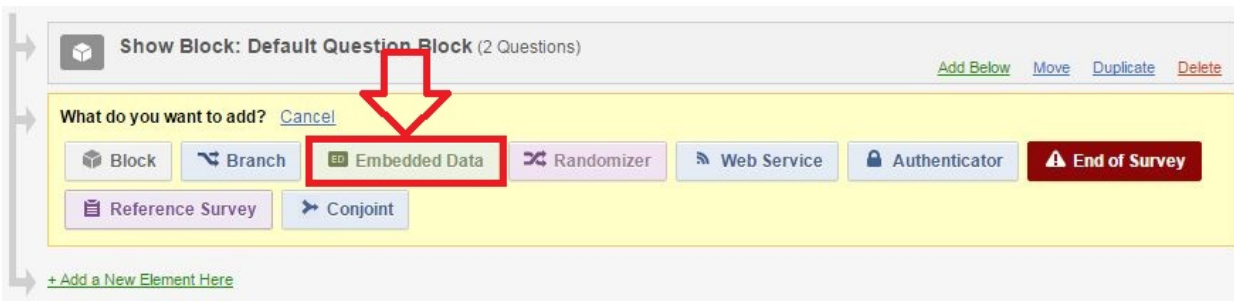 Show Block: Default Question Block (2 Questions)
Add Below Move Duplicate Delete
What do you want to add? Cancel
Block Branch ED Embedded Data Randomizer Web Service Authenticator End of Survey
Reference Survey Conjoint
+ Add a New Element Here